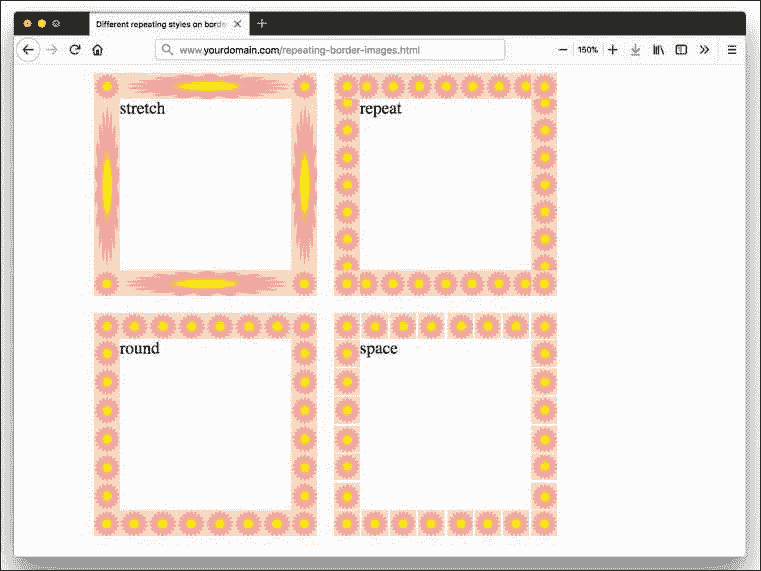 Different repeating styles on borde
www.yourdomain.com/repeating-border-images.html
150%
stretch
repeat
round
space